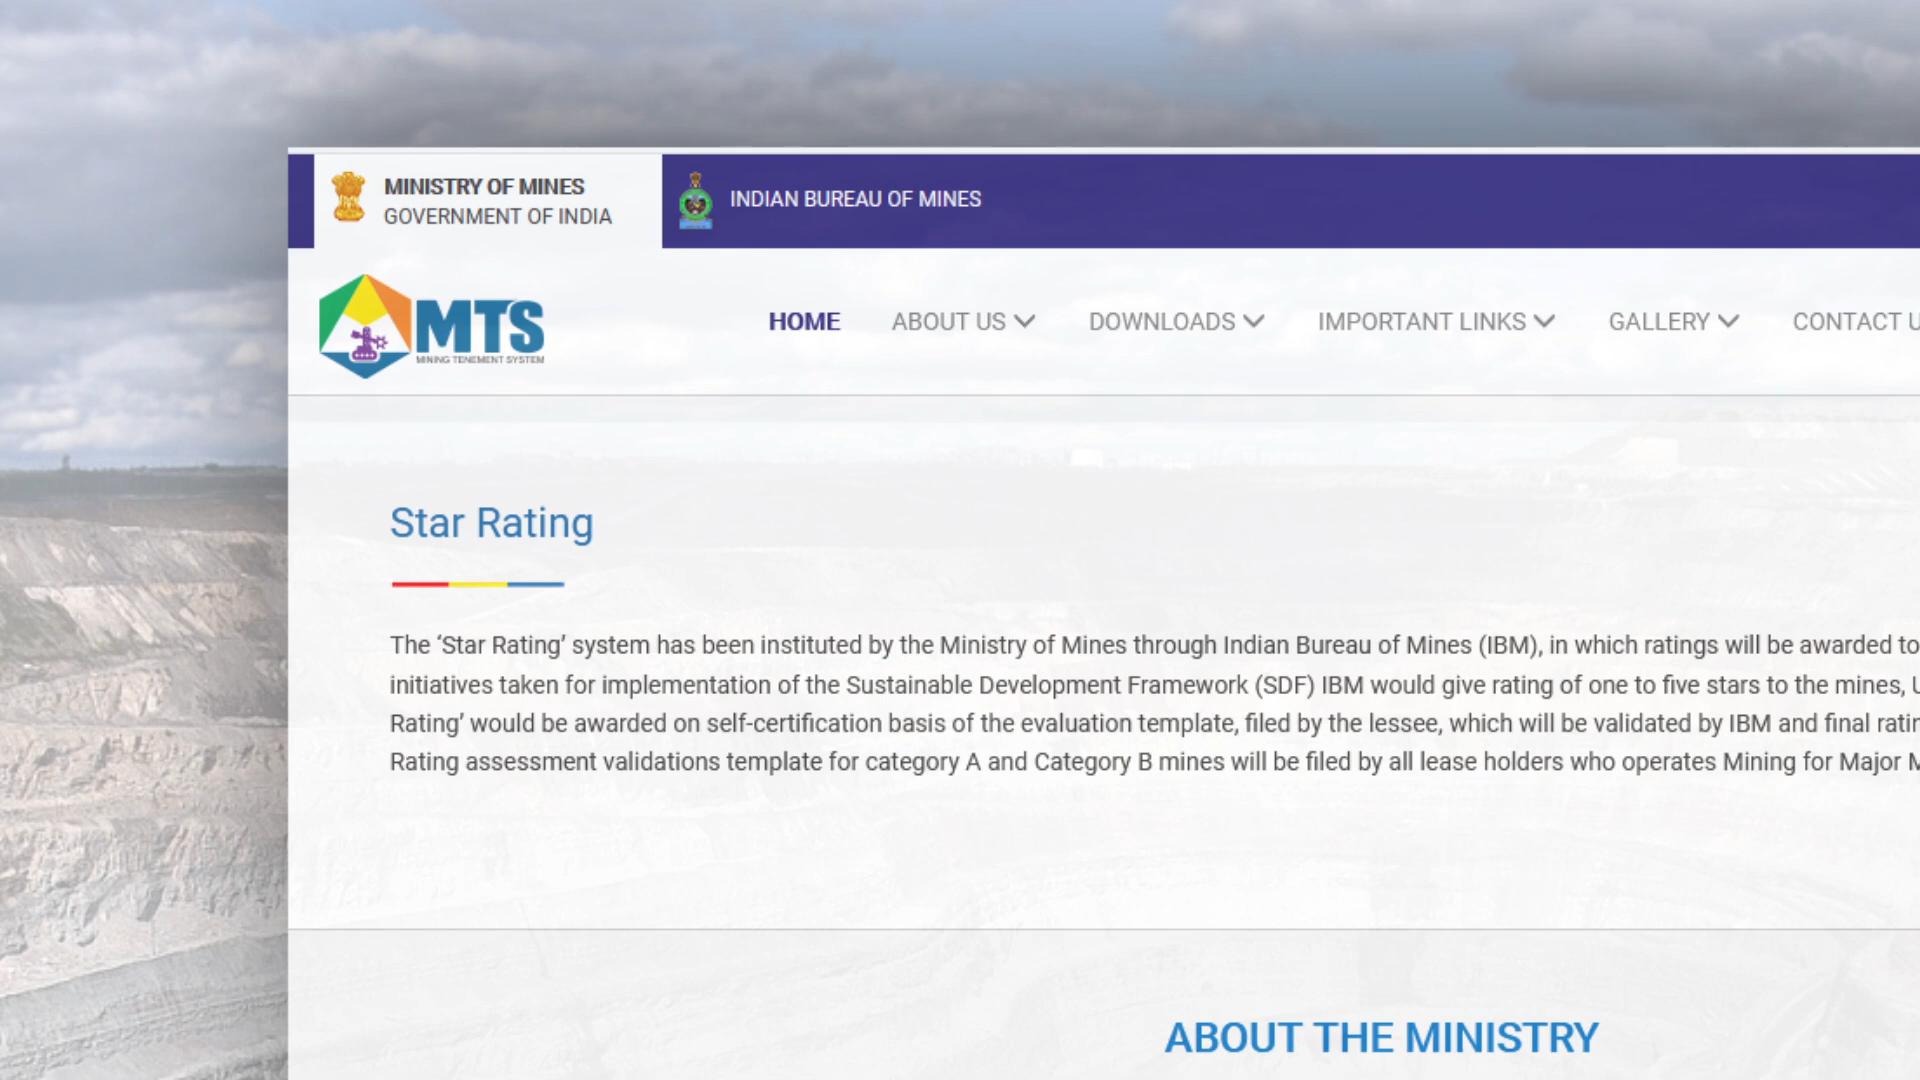 MINISTRY OF MINES
GOVERNMENT OF INDIA
INDIAN BUREAU OF MINES
MTS
MINING TENEMENT SYSTEM
HOME ABOUT US DOWNLOADS IMPORTANT LINKS GALLERY CONTACT U
Star Rating
The ‘Star Rating’ system has been instituted by the Ministry of Mines through Indian Bureau of Mines (IBM), in which ratings will be awarded to
initiatives taken for implementation of the Sustainable Development Framework (SDF) IBM would give rating of one to five stars to the mines, U
Rating’ would be awarded on self-certification basis of the evaluation template, filed by the lessee, which will be validated by IBM and final ratin
Rating assessment validations template for category A and Category B mines will be filed by all lease holders who operates Mining for Major M
ABOUT THE MINISTRY